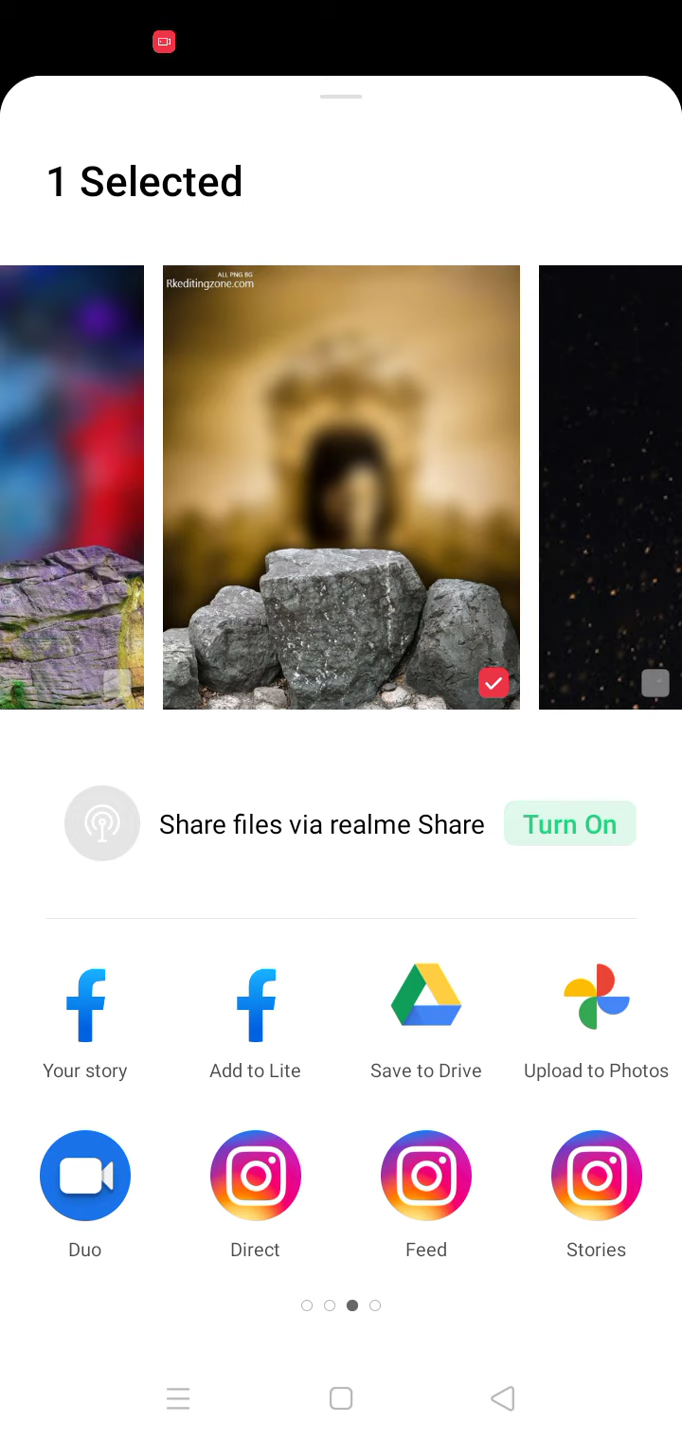 1 Selected
ALL PNG BG
Rkeditingzone.com
Share files via realme Share
Turn On
Your story
Add to Lite
Save to Drive
Upload to Photos
Duo
Direct
Feed
Stories